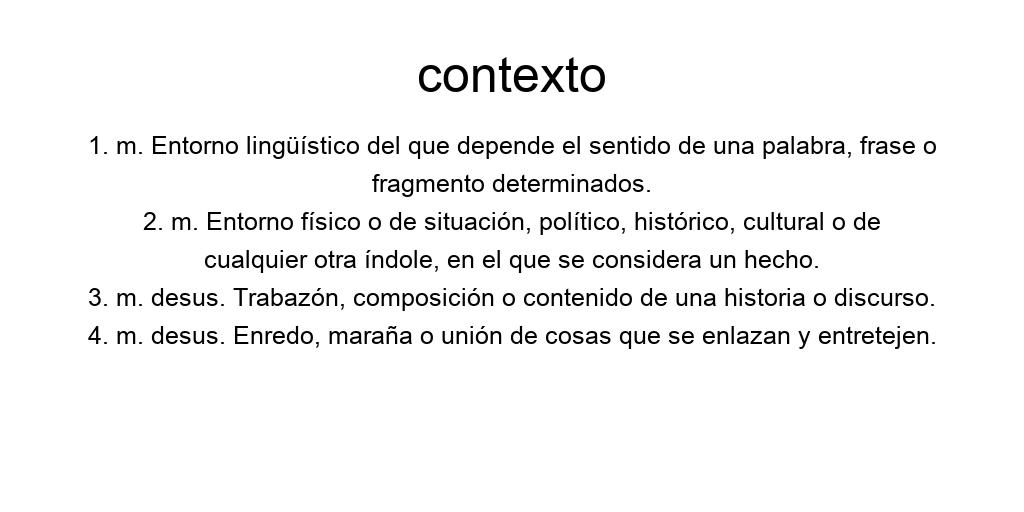 contexto
1. m. Entorno lingüístico del que depende el sentido de una palabra, frase o
fragmento determinados.
2. m. Entorno físico o de situación, político, histórico, cultural o de
cualquier otra índole, en el que se considera un hecho.
3. m. desus. Trabazón, composición o contenido de una historia o discurso.
4. m. desus. Enredo, maraña o unión de cosas que se enlazan y entretejen.